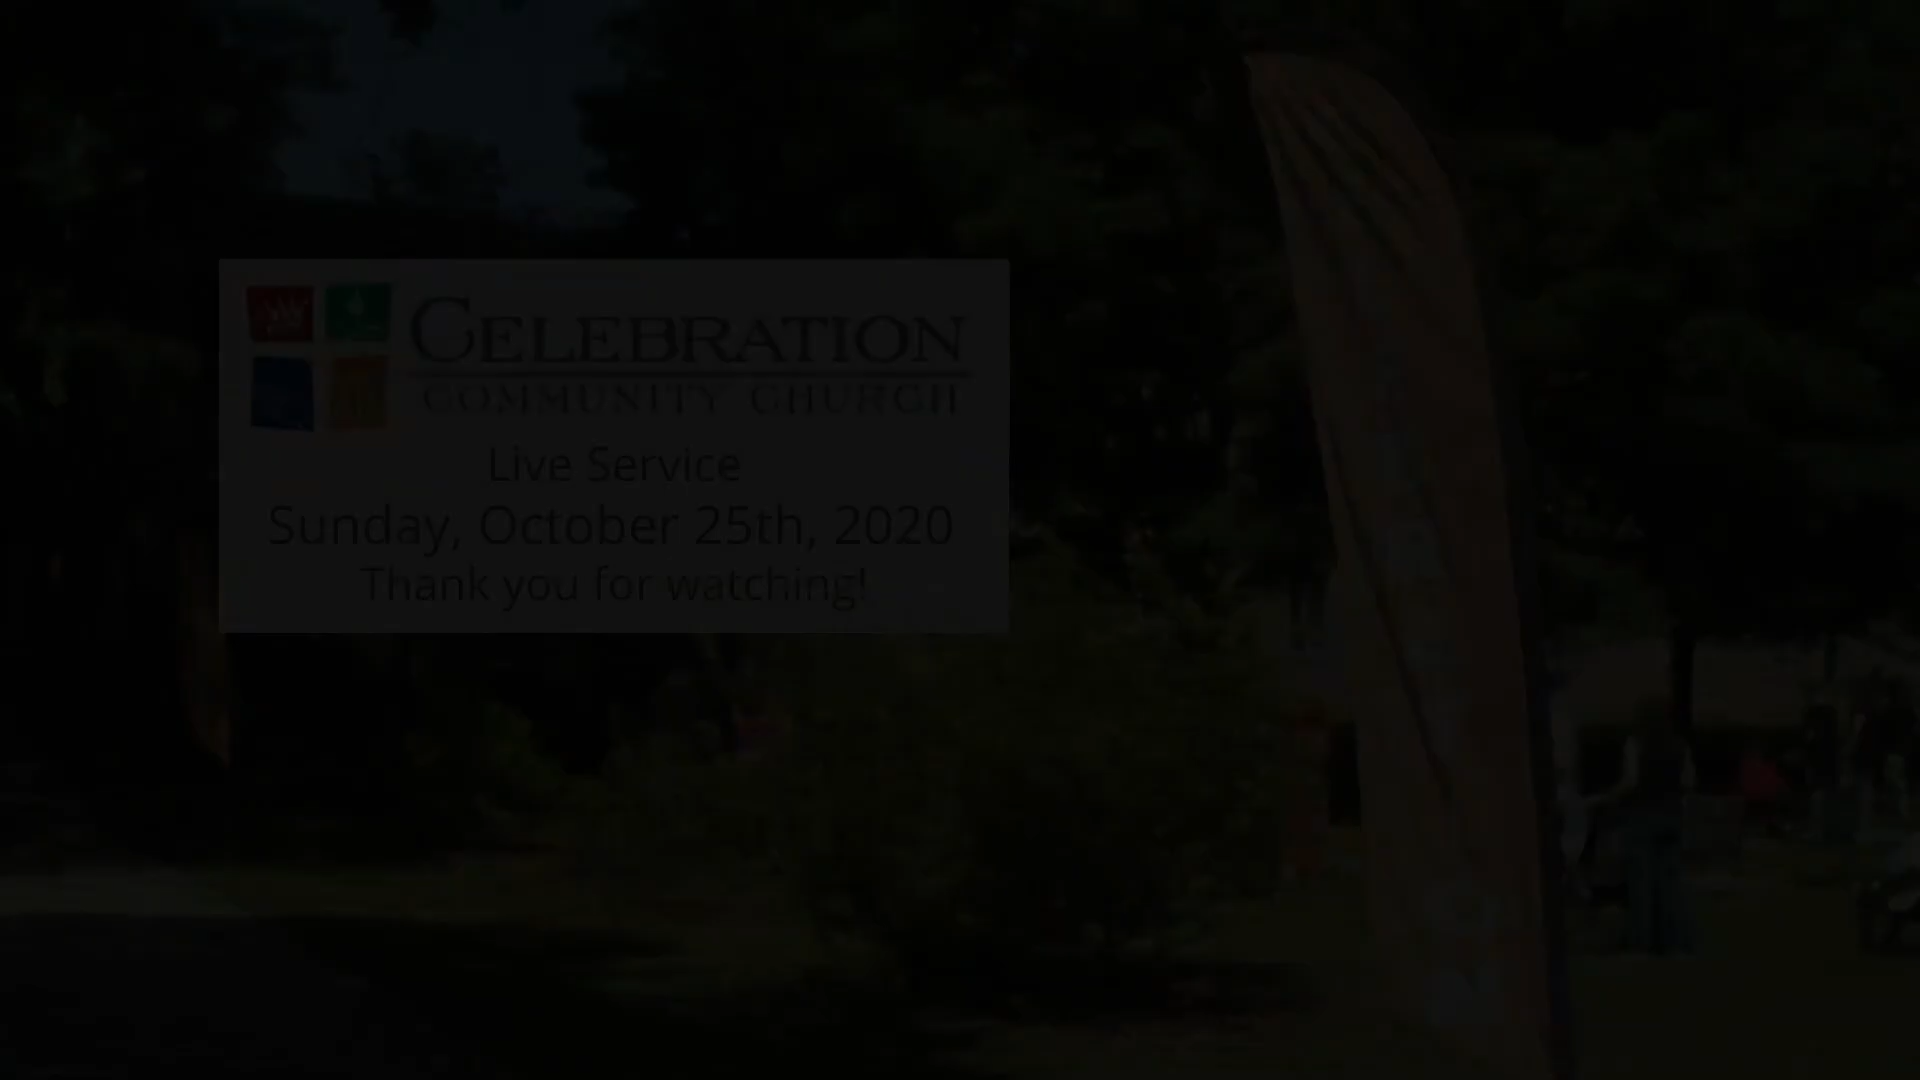 CELEBRATION
COMMUNITY CHURCH
Live Service
Sunday, October 25th, 2020
Thank you for watching!